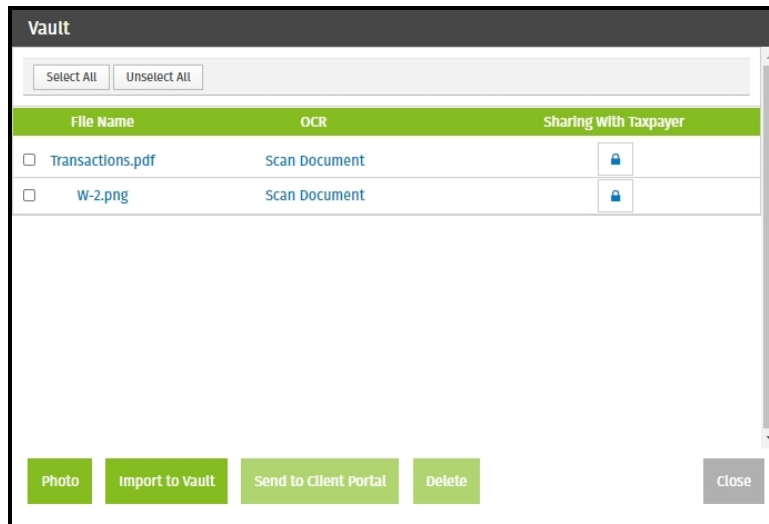 Vault
Select All Unselect All
File Name OCR Sharing With Taxpayer
Transactions.pdf Scan Document
W-2.png Scan Document
Photo Import to Vault Send to Client Portal Delete Close